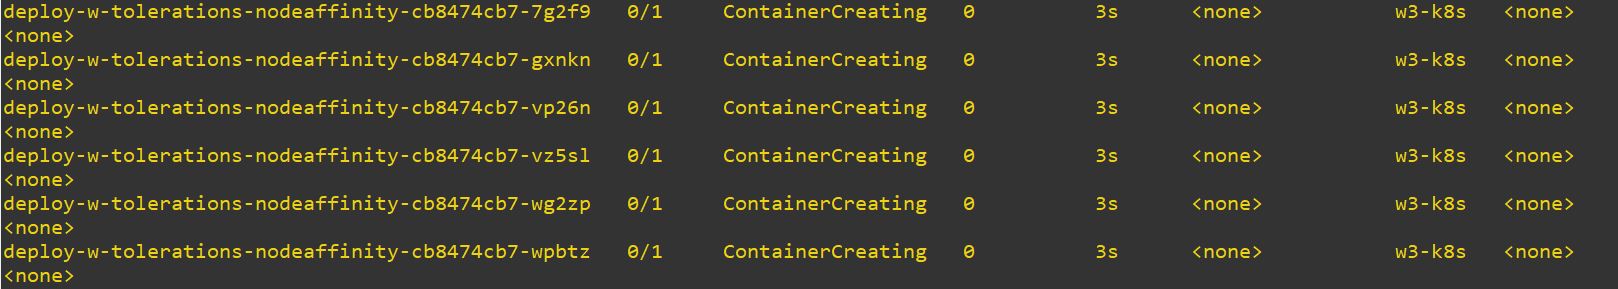 deploy-w-tolerations-nodeaffinity-cb8474cb7-7g2f9   0/1     ContainerCreating   0          3s      <none>           w3-k8s   <none>
<none>
deploy-w-tolerations-nodeaffinity-cb8474cb7-gxnkn   0/1     ContainerCreating   0          3s      <none>           w3-k8s   <none>
<none>
deploy-w-tolerations-nodeaffinity-cb8474cb7-vp26n   0/1     ContainerCreating   0          3s      <none>           w3-k8s   <none>
<none>
deploy-w-tolerations-nodeaffinity-cb8474cb7-vz5sl   0/1     ContainerCreating   0          3s      <none>           w3-k8s   <none>
<none>
deploy-w-tolerations-nodeaffinity-cb8474cb7-wg2zp   0/1     ContainerCreating   0          3s      <none>           w3-k8s   <none>
<none>
deploy-w-tolerations-nodeaffinity-cb8474cb7-wpbtz   0/1     ContainerCreating   0          3s      <none>           w3-k8s   <none>
<none>